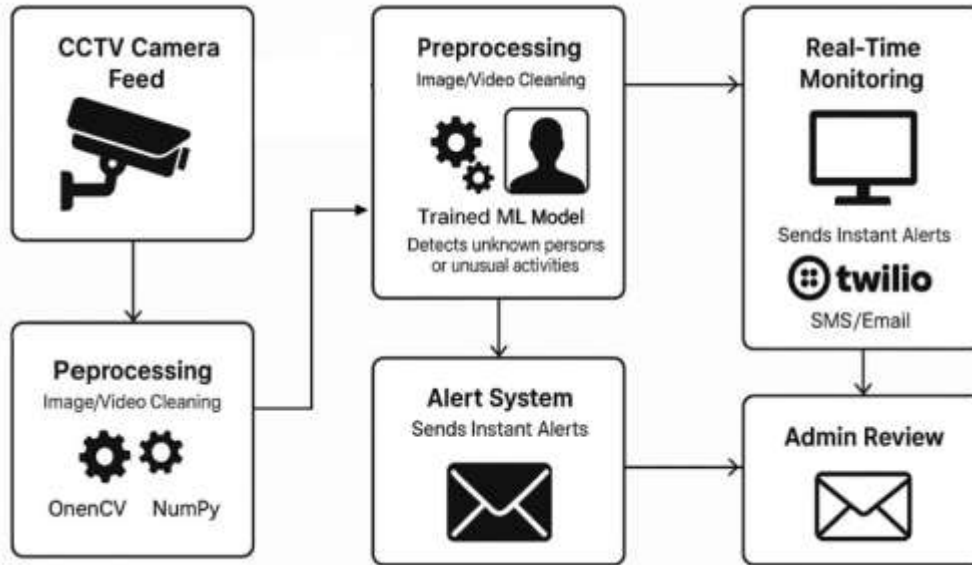 CCTV Camera
Feed
Peprocessing
Image/Video Cleaning
OnenCV NumPy
Preprocessing
Image/Video Cleaning
Trained ML Model
Detects unknown persons
or unusual activities
Alert System
Sends Instant Alerts
Real-Time
Monitoring
Sends Instant Alerts
twilio
SMS/Email
Admin Review